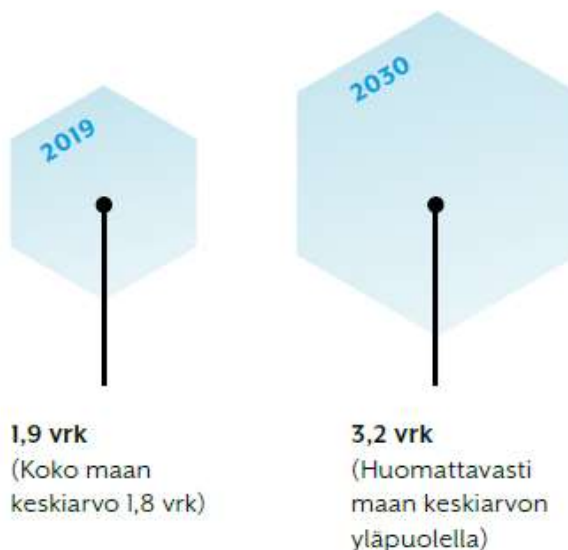 2019
2030
1,9 vrk
(Koko maan
keskiarvo 1,8 vrk)
3,2 vrk
(Huomattavasti
maan keskiarvon
yläpuolella)